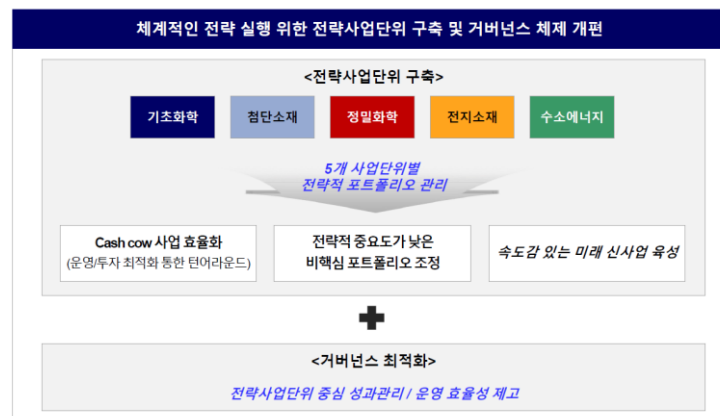 체계적인 전략 실행 위한 전략사업단위 구축 및 거버넌스 체제 개편
<전략사업단위 구축>
기초화학
첨단소재
정밀화학
전지소재
수소에너지
5개 사업단위별
전략적 포트폴리오 관리
Cash cow 사업 효율화
(운영/투자 최적화 통한 턴어라운드)
전략적 중요도가 낮은
비핵심 포트폴리오 조정
속도감 있는 미래 신사업 육성
<거버넌스 최적화>
전략사업단위 중심 성과관리 / 운영 효율성 제고